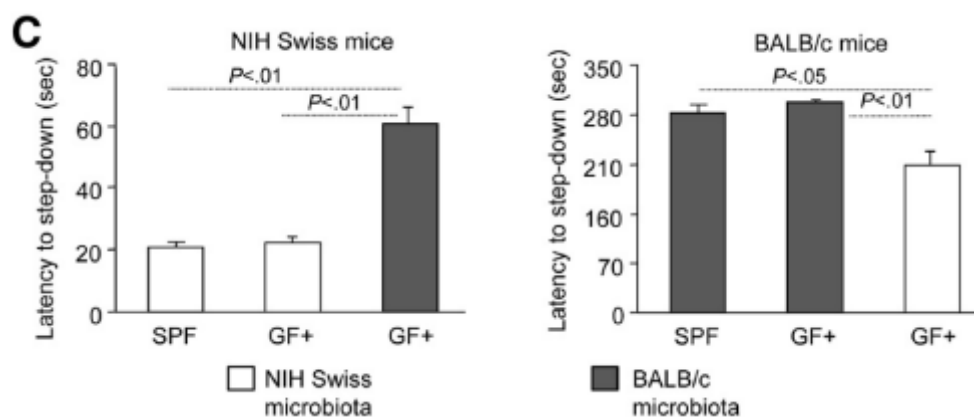 C
NIH Swiss mice
Latency to step-down (sec)
80
60
40
20
0
P<.01
P<.01
SPF GF+ GF+
BALB/c mice
Latency to step-down (sec)
350
280
210
160
70
0
P<.05
P<.01
SPF GF+ GF+
NIH Swiss
microbiota
BALB/c
microbiota